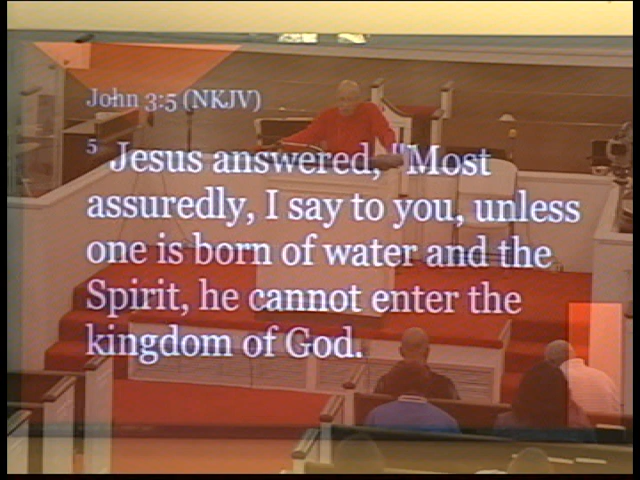 John 3:5 (NKJV)
5 Jesus answered, "Most
assuredly, I say to you, unless
one is born of water and the
Spirit, he cannot enter the
kingdom of God.